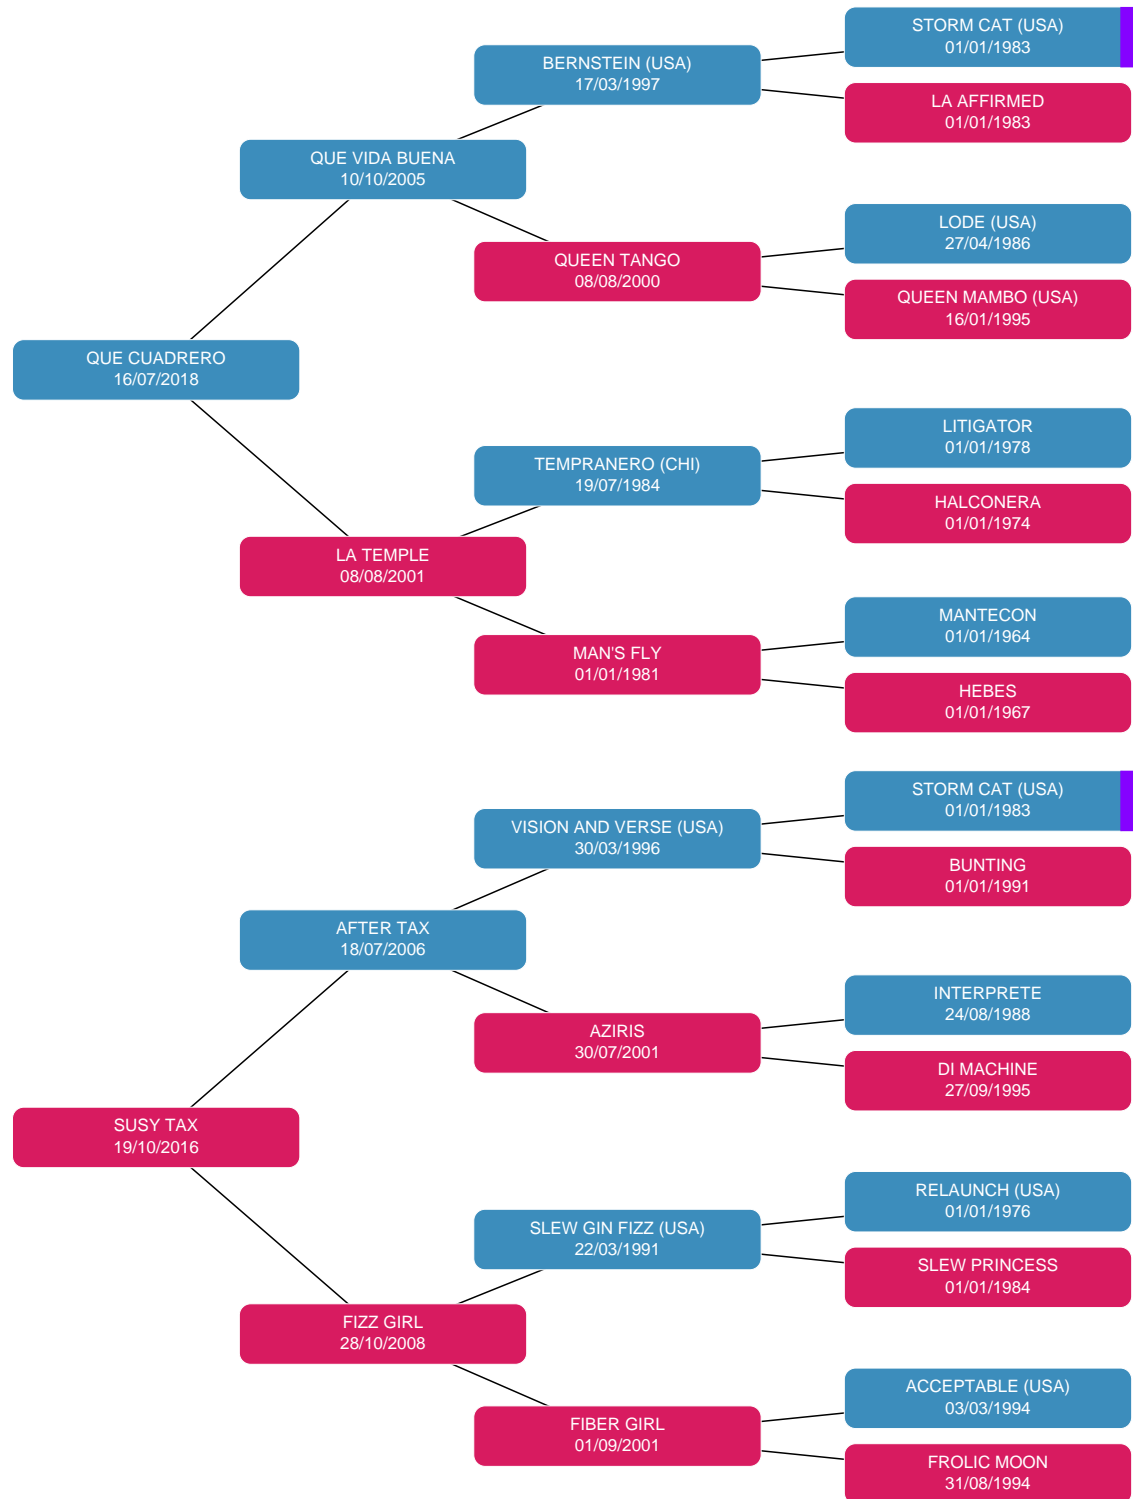 STORM CAT (USA)
01/01/1983
BERNSTEIN (USA)
17/03/1997
LA AFFIRMED
01/01/1983
QUE VIDA BUENA
10/10/2005
LODE (USA)
27/04/1986
QUEEN TANGO
08/08/2000
QUEEN MAMBO (USA)
16/01/1995
QUE CUADRERO
16/07/2018
LITIGATOR
01/01/1978
TEMPRANERO (CHI)
19/07/1984
HALCONERA
01/01/1974
LA TEMPLE
08/08/2001
MANTECON
01/01/1964
MAN'S FLY
01/01/1981
HEBES
01/01/1967
STORM CAT (USA)
01/01/1983
VISION AND VERSE (USA)
30/03/1996
BUNTING
01/01/1991
AFTER TAX
18/07/2006
INTERPRETE
24/08/1988
AZIRIS
30/07/2001
DI MACHINE
27/09/1995
SUSY TAX
19/10/2016
RELAUNCH (USA)
01/01/1976
SLEW GIN FIZZ (USA)
22/03/1991
SLEW PRINCESS
01/01/1984
FIZZ GIRL
28/10/2008
ACCEPTABLE (USA)
03/03/1994
FIBER GIRL
01/09/2001
FROLIC MOON
31/08/1994